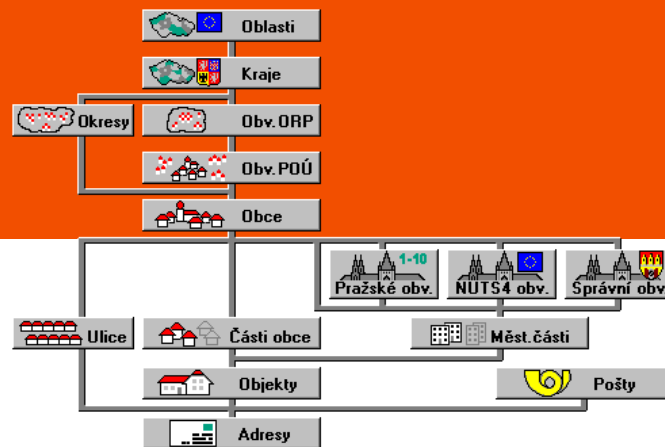 Oblasti
Kraje
Okresy
Obv. ORP
Obv. POÚ
Obce
1-10
Pražské obv.
NUTS4 obv.
Správní obv
Ulice
Části obce
Měst. části
Objekty
Pošty
Adresy